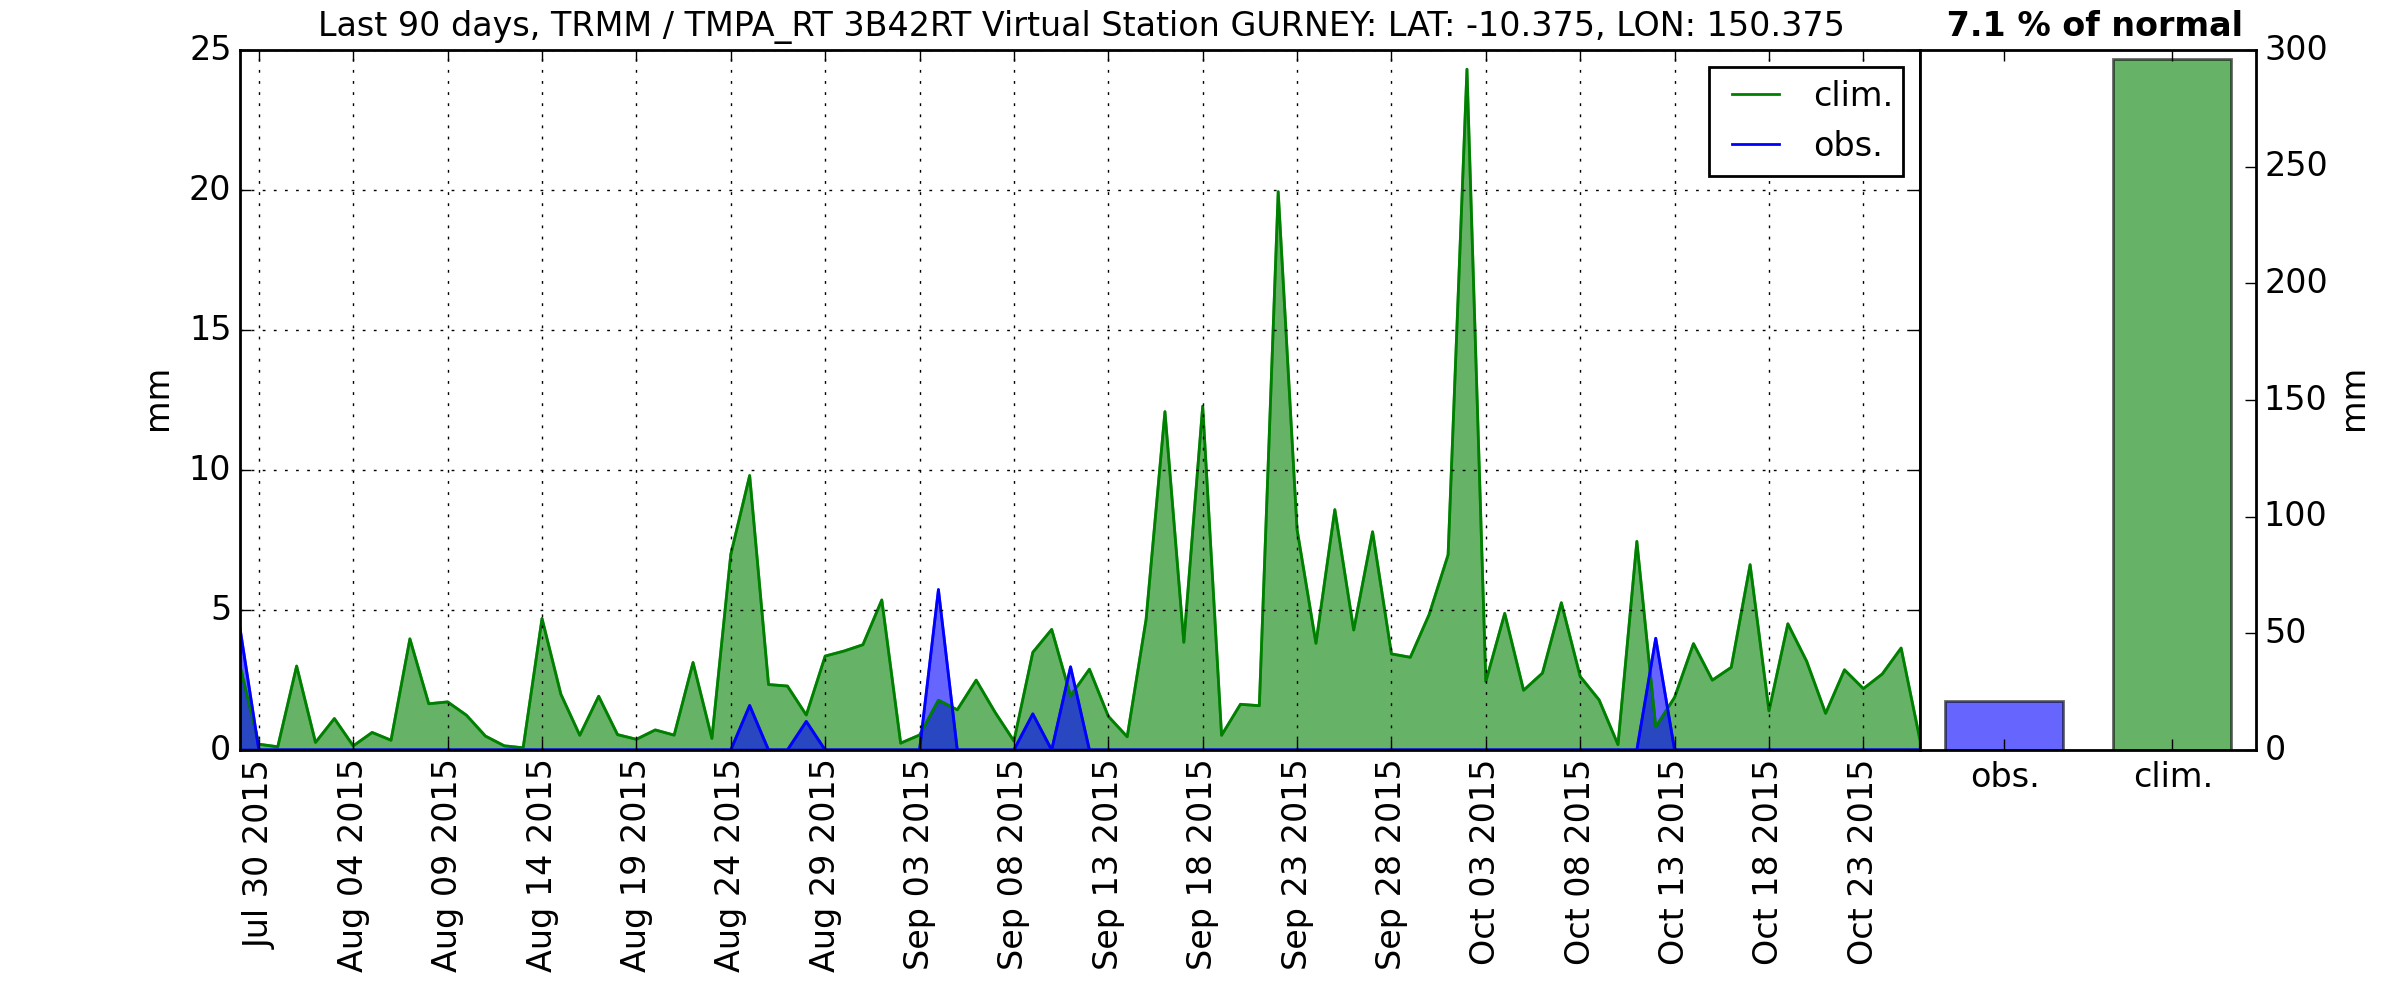 Last 90 days, TRMM / TMPA_RT 3B42RT Virtual Station GURNEY: LAT: -10.375, LON: 150.375
7.1 % of normal
25
20
15
10
5
0
mm
clim.
obs.
300
250
200
150
100
50
0
mm
Jul 30 2015
Aug 04 2015
Aug 09 2015
Aug 14 2015
Aug 19 2015
Aug 24 2015
Aug 29 2015
Sep 03 2015
Sep 08 2015
Sep 13 2015
Sep 18 2015
Sep 23 2015
Sep 28 2015
Oct 03 2015
Oct 08 2015
Oct 13 2015
Oct 18 2015
Oct 23 2015
obs.
clim.